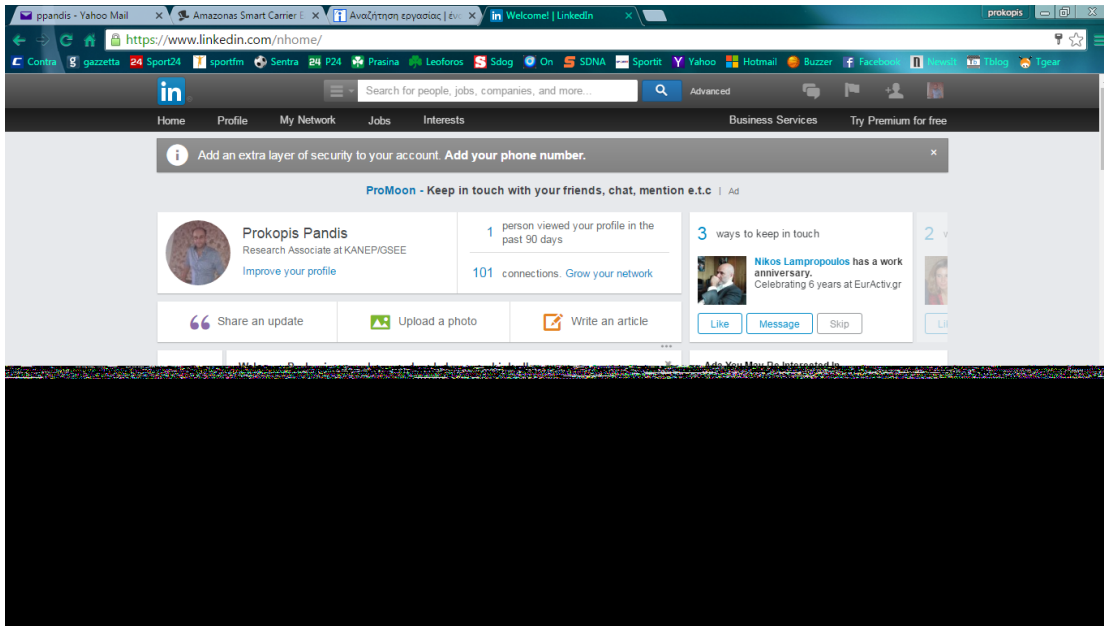 ppandis - Yahoo Mail
Amazonas Smart Carrier E
Αναζήτηση εργασίας | ένα
Welcome! | LinkedIn
prokopis
https://www.linkedin.com/nhome/
Contra gazzetta Sport24 sportfm Sentra P24 Prasina Leoforos Sdog On SDNA Sportit Yahoo Hotmail Buzzer Facebook NewsIt Tblog Tgear
in Search for people, jobs, companies, and more... Advanced
Home Profile My Network Jobs Interests Business Services Try Premium for free
Add an extra layer of security to your account. Add your phone number.
ProMoon - Keep in touch with your friends, chat, mention e.t.c | Ad
Prokopis Pandis
Research Associate at KANEP/GSEE
Improve your profile
1 person viewed your profile in the
past 90 days
101 connections. Grow your network
3 ways to keep in touch
Nikos Lampropoulos has a work
anniversary.
Celebrating 6 years at EurActiv.gr
Like Message Skip
2
Share an update Upload a photo Write an article